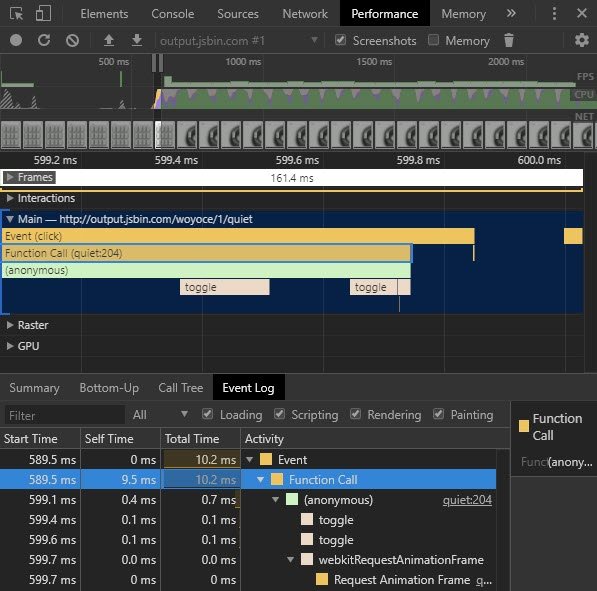 Elements Console Sources Network Performance Memory »
output.jsbin.com #1 Screenshots Memory
500 ms 1000 ms 1500 ms 2000 ms
FPS
CPU
NET
599.2 ms 599.4 ms 599.6 ms 599.8 ms 600.0 ms
Frames 161.4 ms
Interactions
Main — http://output.jsbin.com/woyoce/1/quiet
Event (click)
Function Call (quiet:204)
(anonymous)
toggle toggle
Raster
GPU
Summary Bottom-Up Call Tree Event Log
Filter All Loading Scripting Rendering Painting
Start Time Self Time Total Time Activity
589.5 ms 0 ms 10.2 ms Event
589.5 ms 9.5 ms 10.2 ms Function Call
599.1 ms 0.4 ms 0.7 ms (anonymous) quiet:204
599.4 ms 0.1 ms 0.1 ms toggle
599.6 ms 0.1 ms 0.1 ms toggle
599.7 ms 0.0 ms 0.0 ms webkitRequestAnimationFrame
599.7 ms 0 ms 0 ms Request Animation Frame q...
Function
Call
Func (anony...